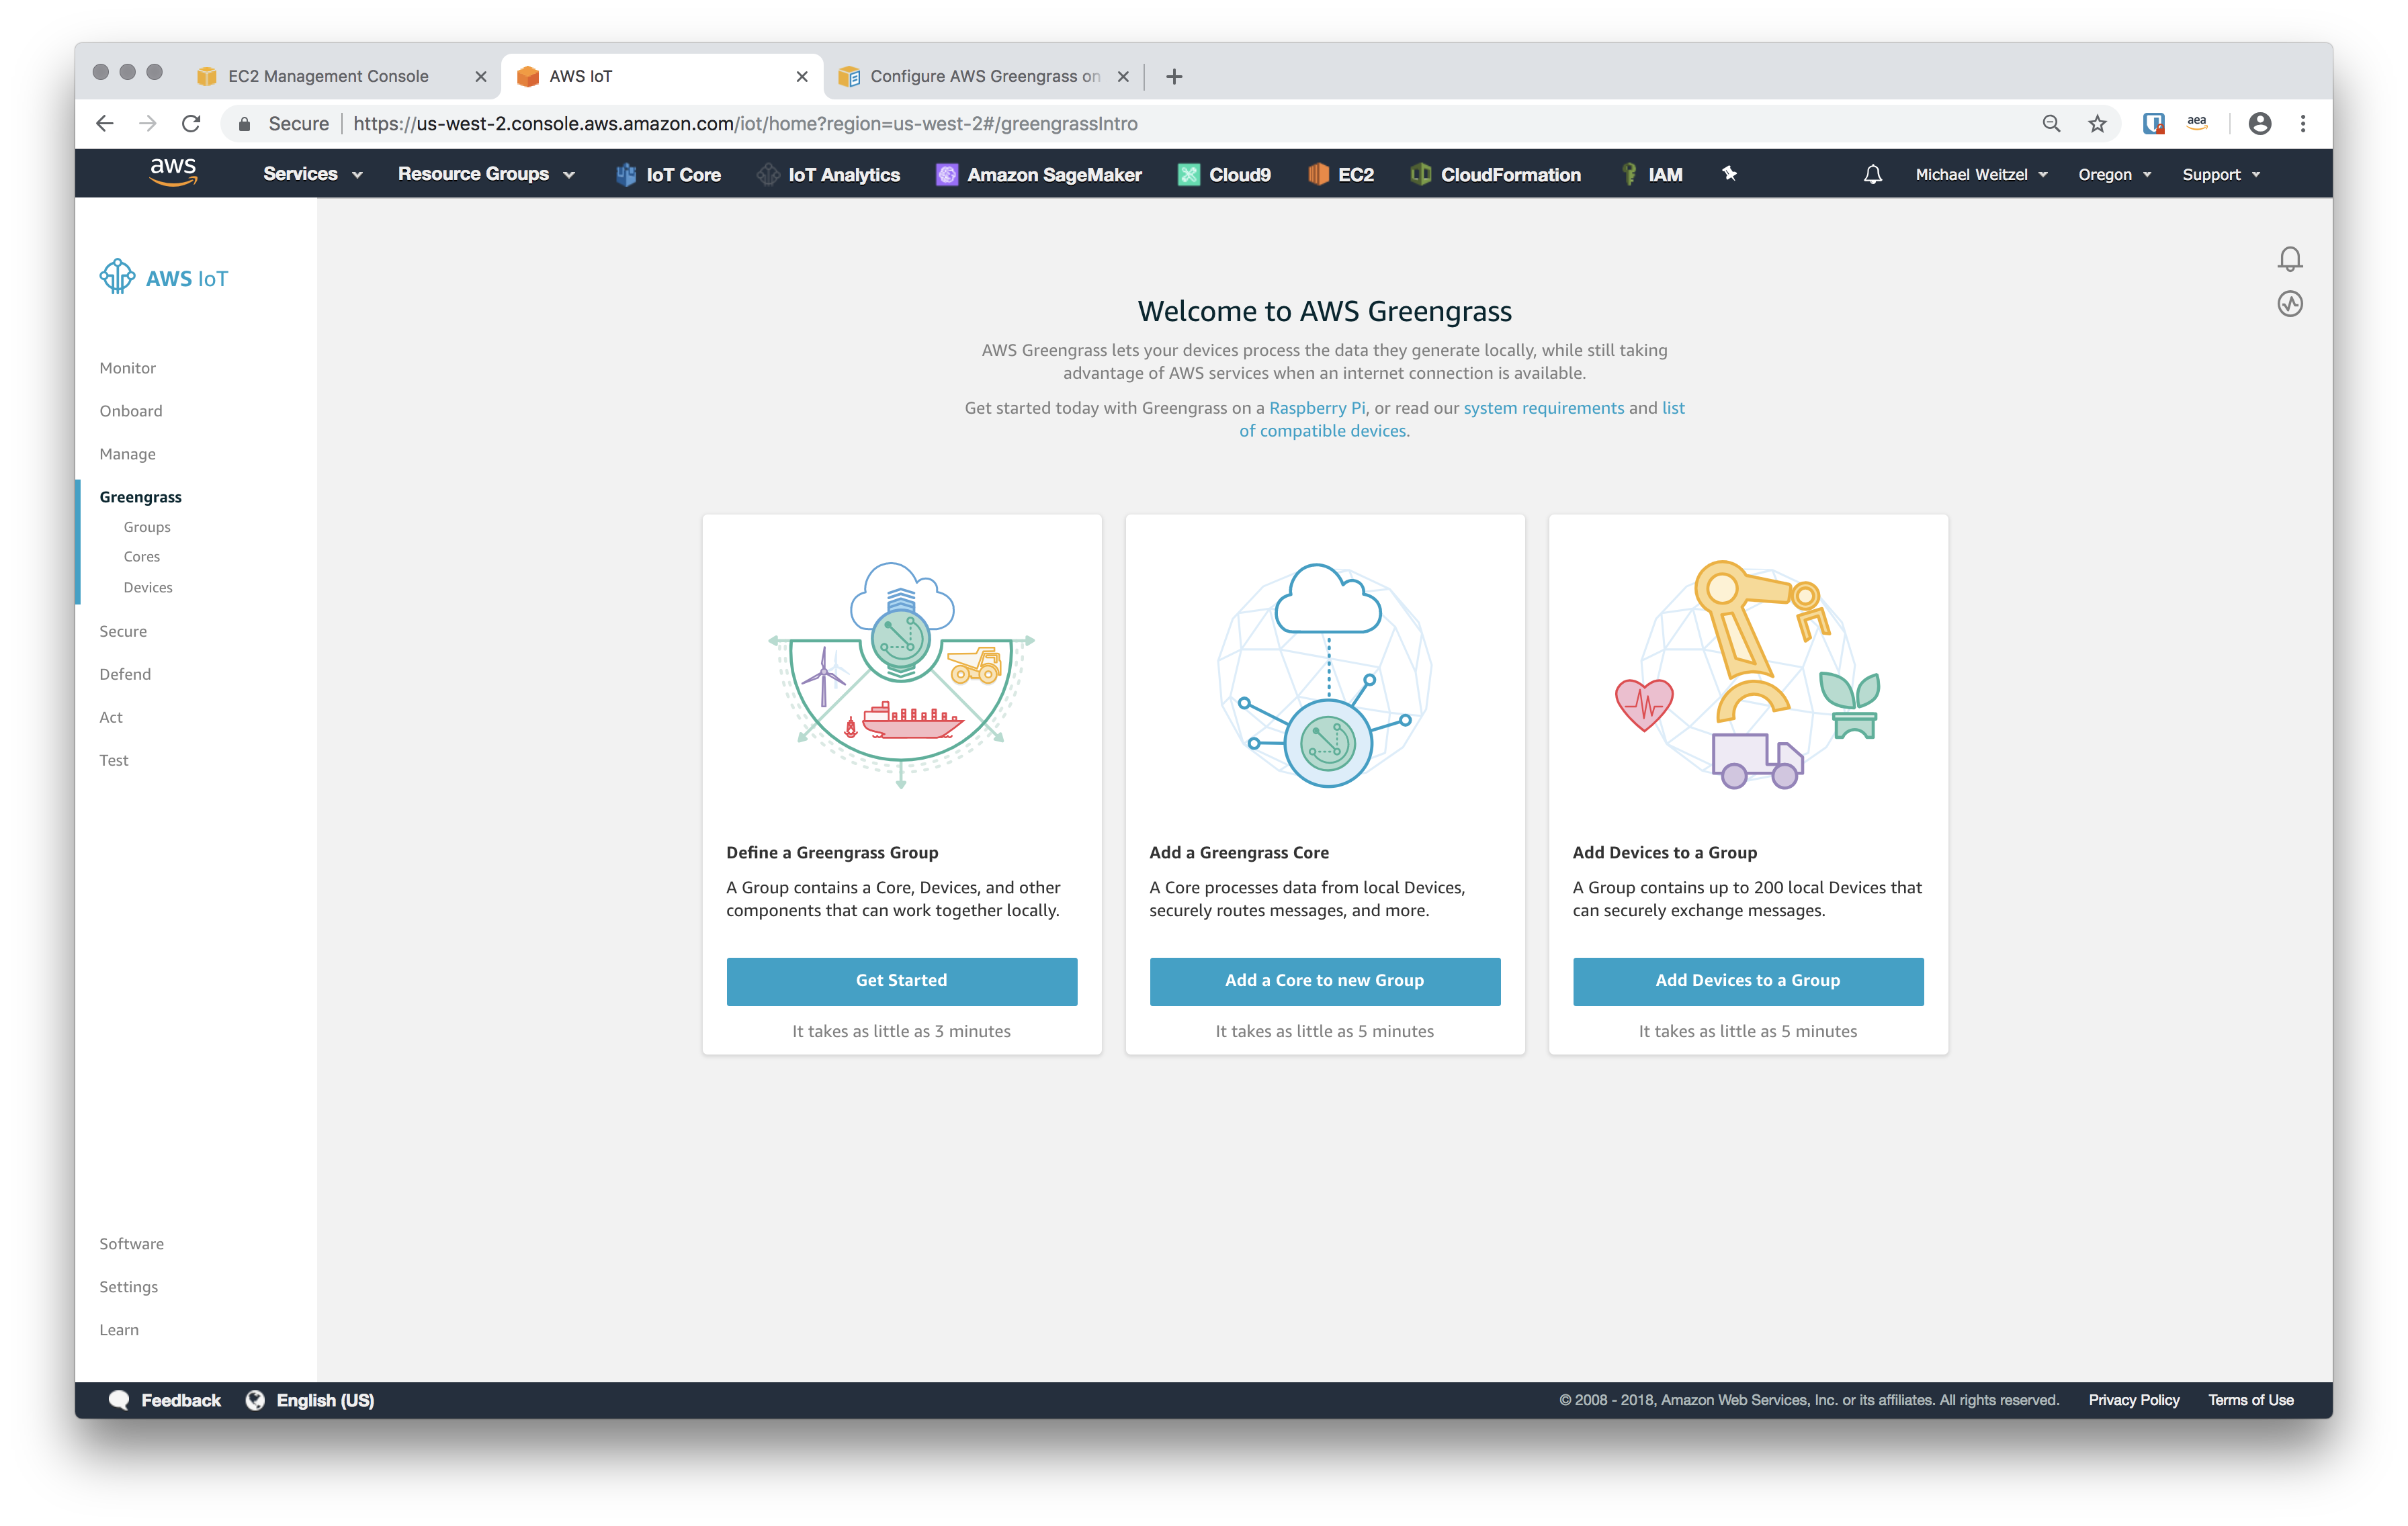 EC2 Management Console
AWS IoT
Configure AWS Greengrass on
Secure
https://us-west-2.console.aws.amazon.com/iot/home?region=us-west-2#/greengrassIntro
aea
aws
Services
Resource Groups
IoT Core
IoT Analytics
Amazon SageMaker
Cloud9
EC2
CloudFormation
IAM
Michael Weitzel
Oregon
Support
AWS IoT
Monitor
Onboard
Manage
Greengrass
Groups
Cores
Devices
Secure
Defend
Act
Test
Software
Settings
Learn
Welcome to AWS Greengrass
AWS Greengrass lets your devices process the data they generate locally, while still taking
advantage of AWS services when an internet connection is available.
Get started today with Greengrass on a Raspberry Pi, or read our system requirements and list
of compatible devices.
Define a Greengrass Group
A Group contains a Core, Devices, and other
components that can work together locally.
Get Started
It takes as little as 3 minutes
Add a Greengrass Core
A Core processes data from local Devices,
securely routes messages, and more.
Add a Core to new Group
It takes as little as 5 minutes
Add Devices to a Group
A Group contains up to 200 local Devices that
can securely exchange messages.
Add Devices to a Group
It takes as little as 5 minutes
Feedback
English (US)
© 2008 - 2018, Amazon Web Services, Inc. or its affiliates. All rights reserved.
Privacy Policy
Terms of Use